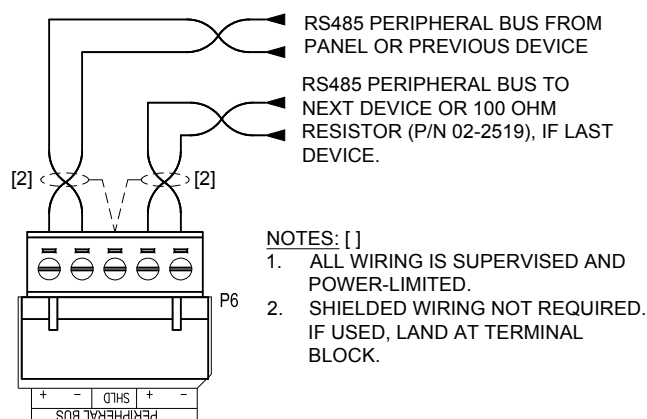 RS485 PERIPHERAL BUS FROM
PANEL OR PREVIOUS DEVICE
RS485 PERIPHERAL BUS TO
NEXT DEVICE OR 100 OHM
RESISTOR (P/N 02-2519), IF LAST
DEVICE.
[2] [2]
NOTES: [ ]
1. ALL WIRING IS SUPERVISED AND
POWER-LIMITED.
2. SHIELDED WIRING NOT REQUIRED.
IF USED, LAND AT TERMINAL
BLOCK.
P6
+ - SHLD + -
PERIPHERAL BUS